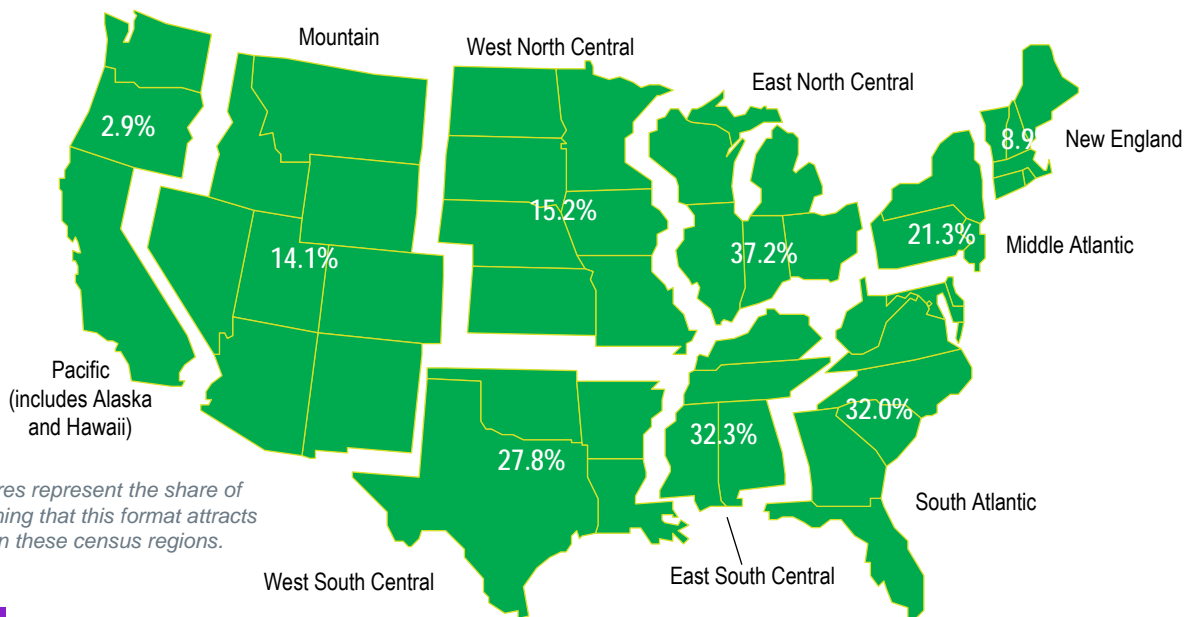 Mountain
West North Central
East North Central
2.9%
8.9
New England
15.2%
21.3%
Middle Atlantic
37.2%
14.1%
Pacific
(includes Alaska
and Hawaii)
32.0%
32.3%
27.8%
South Atlantic
res represent the share of
ning that this format attracts
n these census regions.
West South Central
East South Central